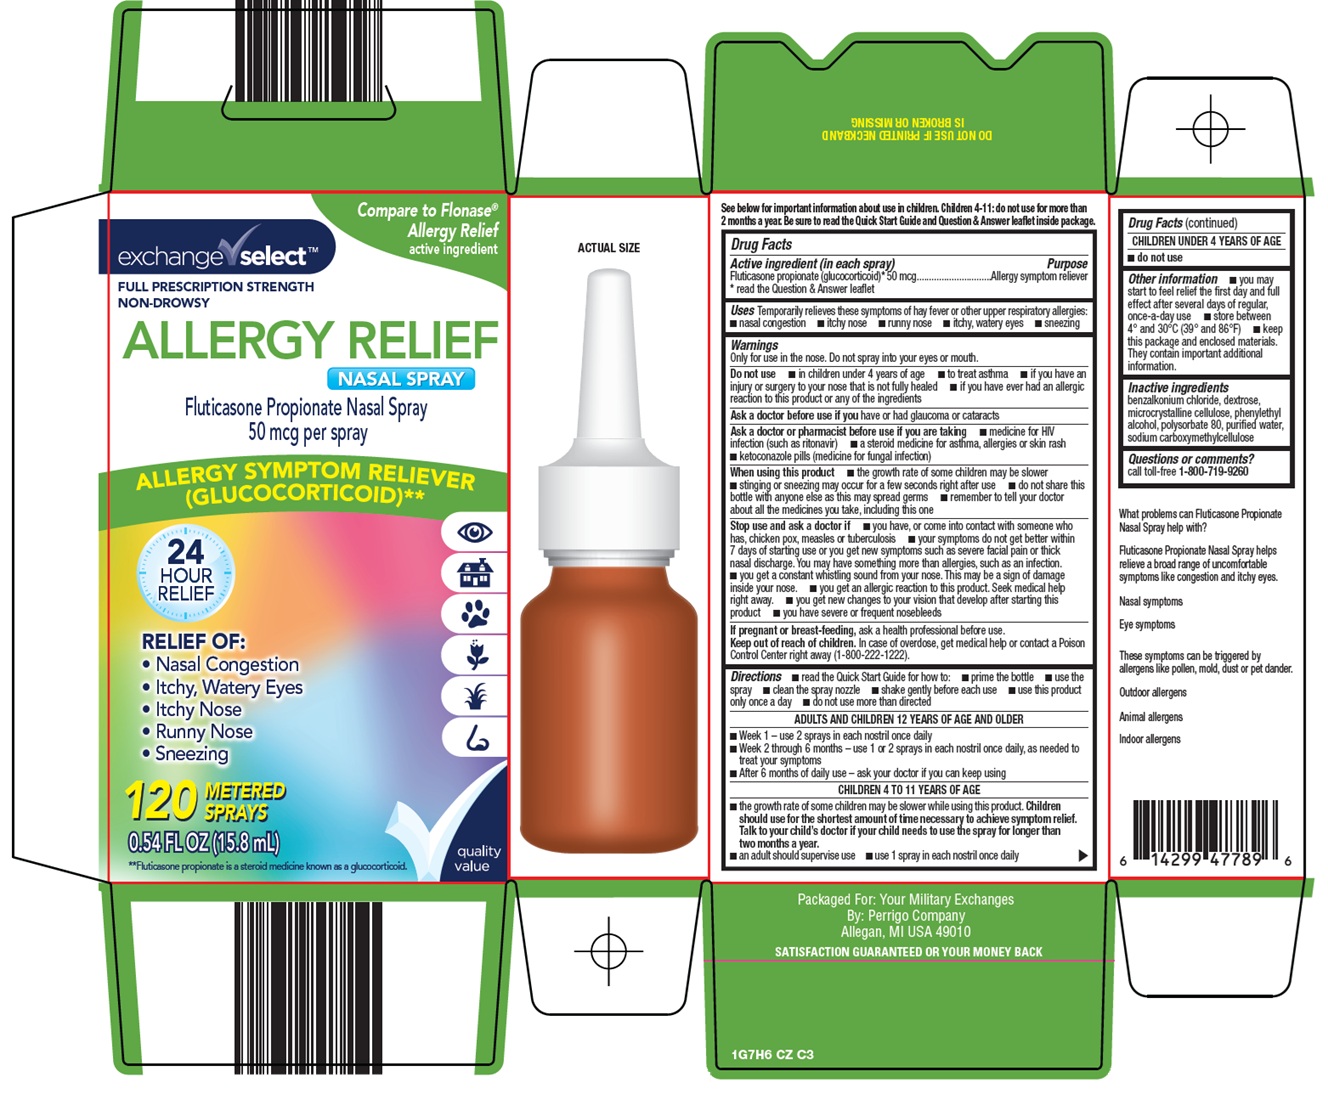 Compare to Flonase®
Allergy Relief
active ingredient
exchange select™
FULL PRESCRIPTION STRENGTH
NON-DROWSY
ALLERGY RELIEF
NASAL SPRAY
Fluticasone Propionate Nasal Spray
50 mcg per spray
ALLERGY SYMPTOM RELIEVER
(GLUCOCORTICOID)**
24
HOUR
RELIEF
RELIEF OF:
• Nasal Congestion
• Itchy, Watery Eyes
• Itchy Nose
• Runny Nose
• Sneezing
120 METERED
SPRAYS
0.54 FL OZ (15.8 mL)
**Fluticasone propionate is a steroid medicine known as a glucocorticoid.
quality
value
ACTUAL SIZE
DO NOT USE IF PRINTED NECKBAND
IS BROKEN OR MISSING
See below for important information about use in children. Children 4-11: do not use for more than
2 months a year. Be sure to read the Quick Start Guide and Question & Answer leaflet inside package.
Drug Facts
Active ingredient (in each spray) Purpose
Fluticasone propionate (glucocorticoid)* 50 mcg............................Allergy symptom reliever
* read the Question & Answer leaflet
Uses Temporarily relieves these symptoms of hay fever or other upper respiratory allergies:
■ nasal congestion ■ itchy nose ■ runny nose ■ itchy, watery eyes ■ sneezing
Warnings
Only for use in the nose. Do not spray into your eyes or mouth.
Do not use ■ in children under 4 years of age ■ to treat asthma ■ if you have an
injury or surgery to your nose that is not fully healed ■ if you have ever had an allergic
reaction to this product or any of the ingredients
Ask a doctor before use if you have or had glaucoma or cataracts
Ask a doctor or pharmacist before use if you are taking ■ medicine for HIV
infection (such as ritonavir) ■ a steroid medicine for asthma, allergies or skin rash
■ ketoconazole pills (medicine for fungal infection)
When using this product ■ the growth rate of some children may be slower
■ stinging or sneezing may occur for a few seconds right after use ■ do not share this
bottle with anyone else as this may spread germs ■ remember to tell your doctor
about all the medicines you take, including this one
Stop use and ask a doctor if ■ you have, or come into contact with someone who
has, chicken pox, measles or tuberculosis ■ your symptoms do not get better within
7 days of starting use or you get new symptoms such as severe facial pain or thick
nasal discharge. You may have something more than allergies, such as an infection.
■ you get a constant whistling sound from your nose. This may be a sign of damage
inside your nose. ■ you get an allergic reaction to this product. Seek medical help
right away. ■ you get new changes to your vision that develop after starting this
product ■ you have severe or frequent nosebleeds
If pregnant or breast-feeding, ask a health professional before use.
Keep out of reach of children. In case of overdose, get medical help or contact a Poison
Control Center right away (1-800-222-1222).
Directions ■ read the Quick Start Guide for how to: ■ prime the bottle ■ use the
spray ■ clean the spray nozzle ■ shake gently before each use ■ use this product
only once a day ■ do not use more than directed
ADULTS AND CHILDREN 12 YEARS OF AGE AND OLDER
■ Week 1 – use 2 sprays in each nostril once daily
■ Week 2 through 6 months – use 1 or 2 sprays in each nostril once daily, as needed to
treat your symptoms
■ After 6 months of daily use – ask your doctor if you can keep using
CHILDREN 4 TO 11 YEARS OF AGE
■ the growth rate of some children may be slower while using this product. Children
should use for the shortest amount of time necessary to achieve symptom relief.
Talk to your child's doctor if your child needs to use the spray for longer than
two months a year.
■ an adult should supervise use ■ use 1 spray in each nostril once daily
Packaged For: Your Military Exchanges
By: Perrigo Company
Allegan, MI USA 49010
SATISFACTION GUARANTEED OR YOUR MONEY BACK
1G7H6 CZ C3
Drug Facts (continued)
CHILDREN UNDER 4 YEARS OF AGE
■ do not use
Other information ■ you may
start to feel relief the first day and full
effect after several days of regular,
once-a-day use ■ store between
4° and 30°C (39° and 86°F) ■ keep
this package and enclosed materials.
They contain important additional
information.
Inactive ingredients
benzalkonium chloride, dextrose,
microcrystalline cellulose, phenylethyl
alcohol, polysorbate 80, purified water,
sodium carboxymethylcellulose
Questions or comments?
call toll-free 1-800-719-9260
What problems can Fluticasone Propionate
Nasal Spray help with?
Fluticasone Propionate Nasal Spray helps
relieve a broad range of uncomfortable
symptoms like congestion and itchy eyes.
Nasal symptoms
Eye symptoms
These symptoms can be triggered by
allergens like pollen, mold, dust or pet dander.
Outdoor allergens
Animal allergens
Indoor allergens
6 14299 47789 6